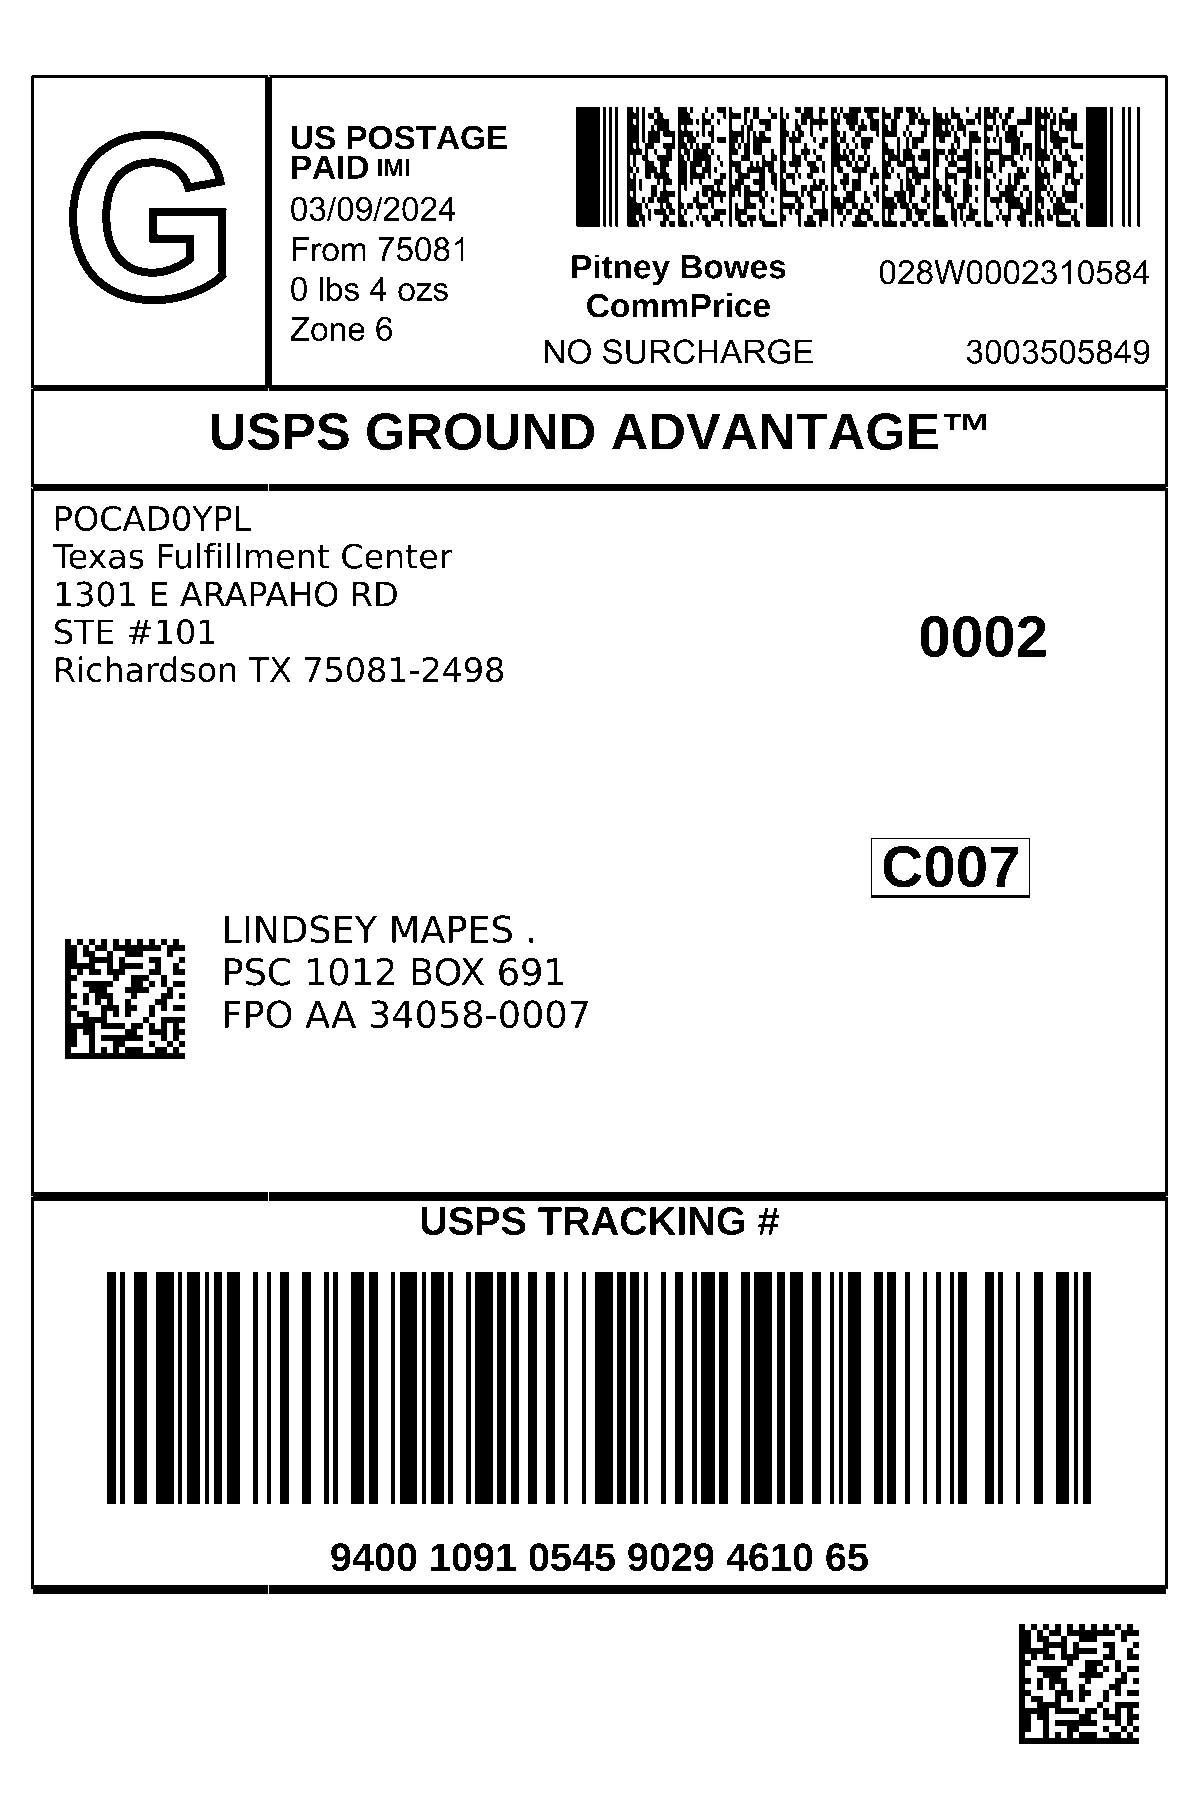 G
US POSTAGE
PAID IMI
03/09/2024
From 75081
0 lbs 4 ozs
Zone 6
Pitney Bowes
CommPrice
NO SURCHARGE
028W0002310584
3003505849
USPS GROUND ADVANTAGE™
POCAD0YPL
Texas Fulfillment Center
1301 E ARAPAHO RD
STE #101
Richardson TX 75081-2498
0002
C007
LINDSEY MAPES .
PSC 1012 BOX 691
FPO AA 34058-0007
USPS TRACKING #
9400 1091 0545 9029 4610 65